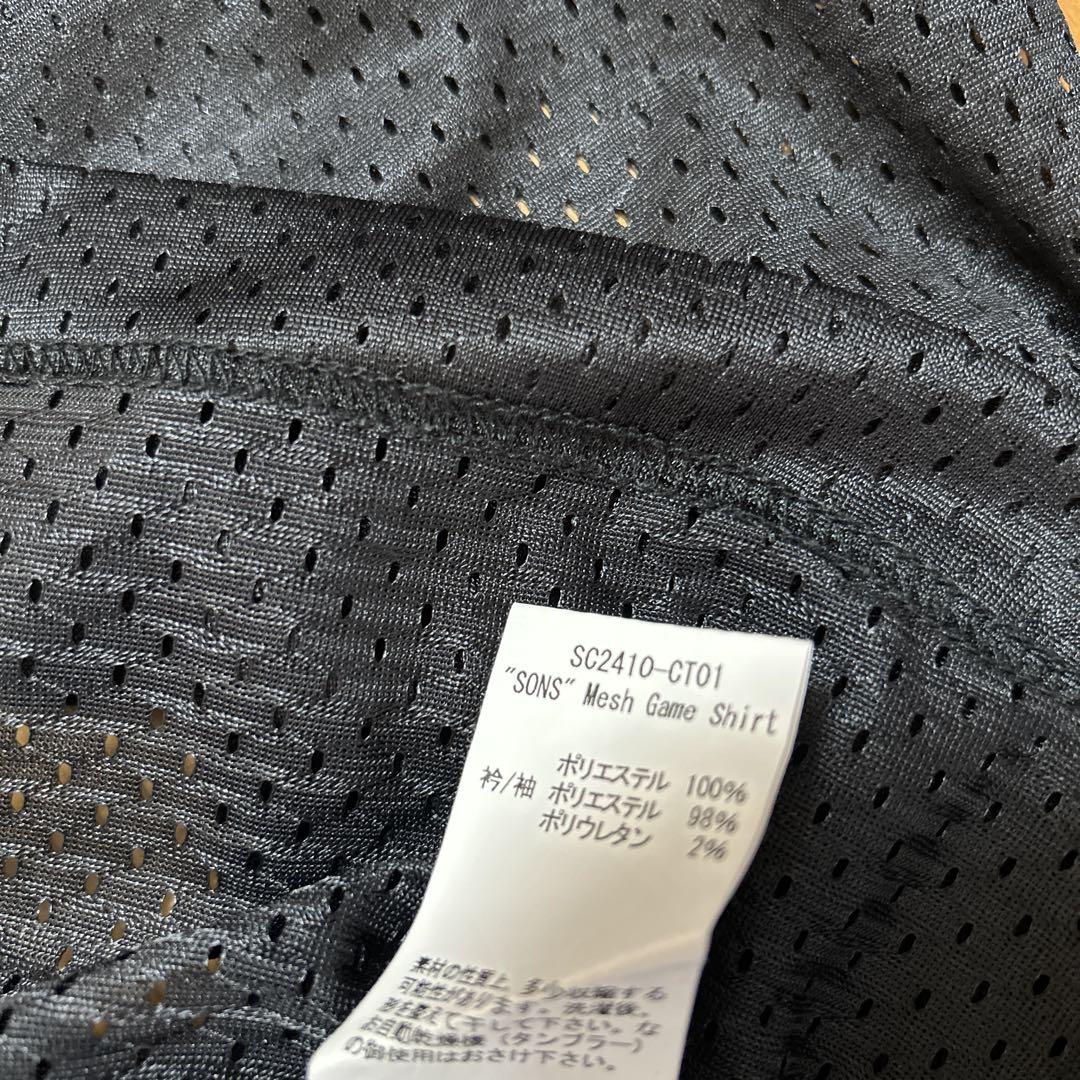 SC2410-CT01
"SONS" Mesh Game Shirt
ポリエステル 100%
衿/袖 ポリエステル 98%
ポリウレタン 2%
素材の性質上、多少収縮する
可能性があります。洗濯後、
形を整えて干して下さい。な
お自動乾燥機（タンブラー）
の御使用はおさけ下さい。